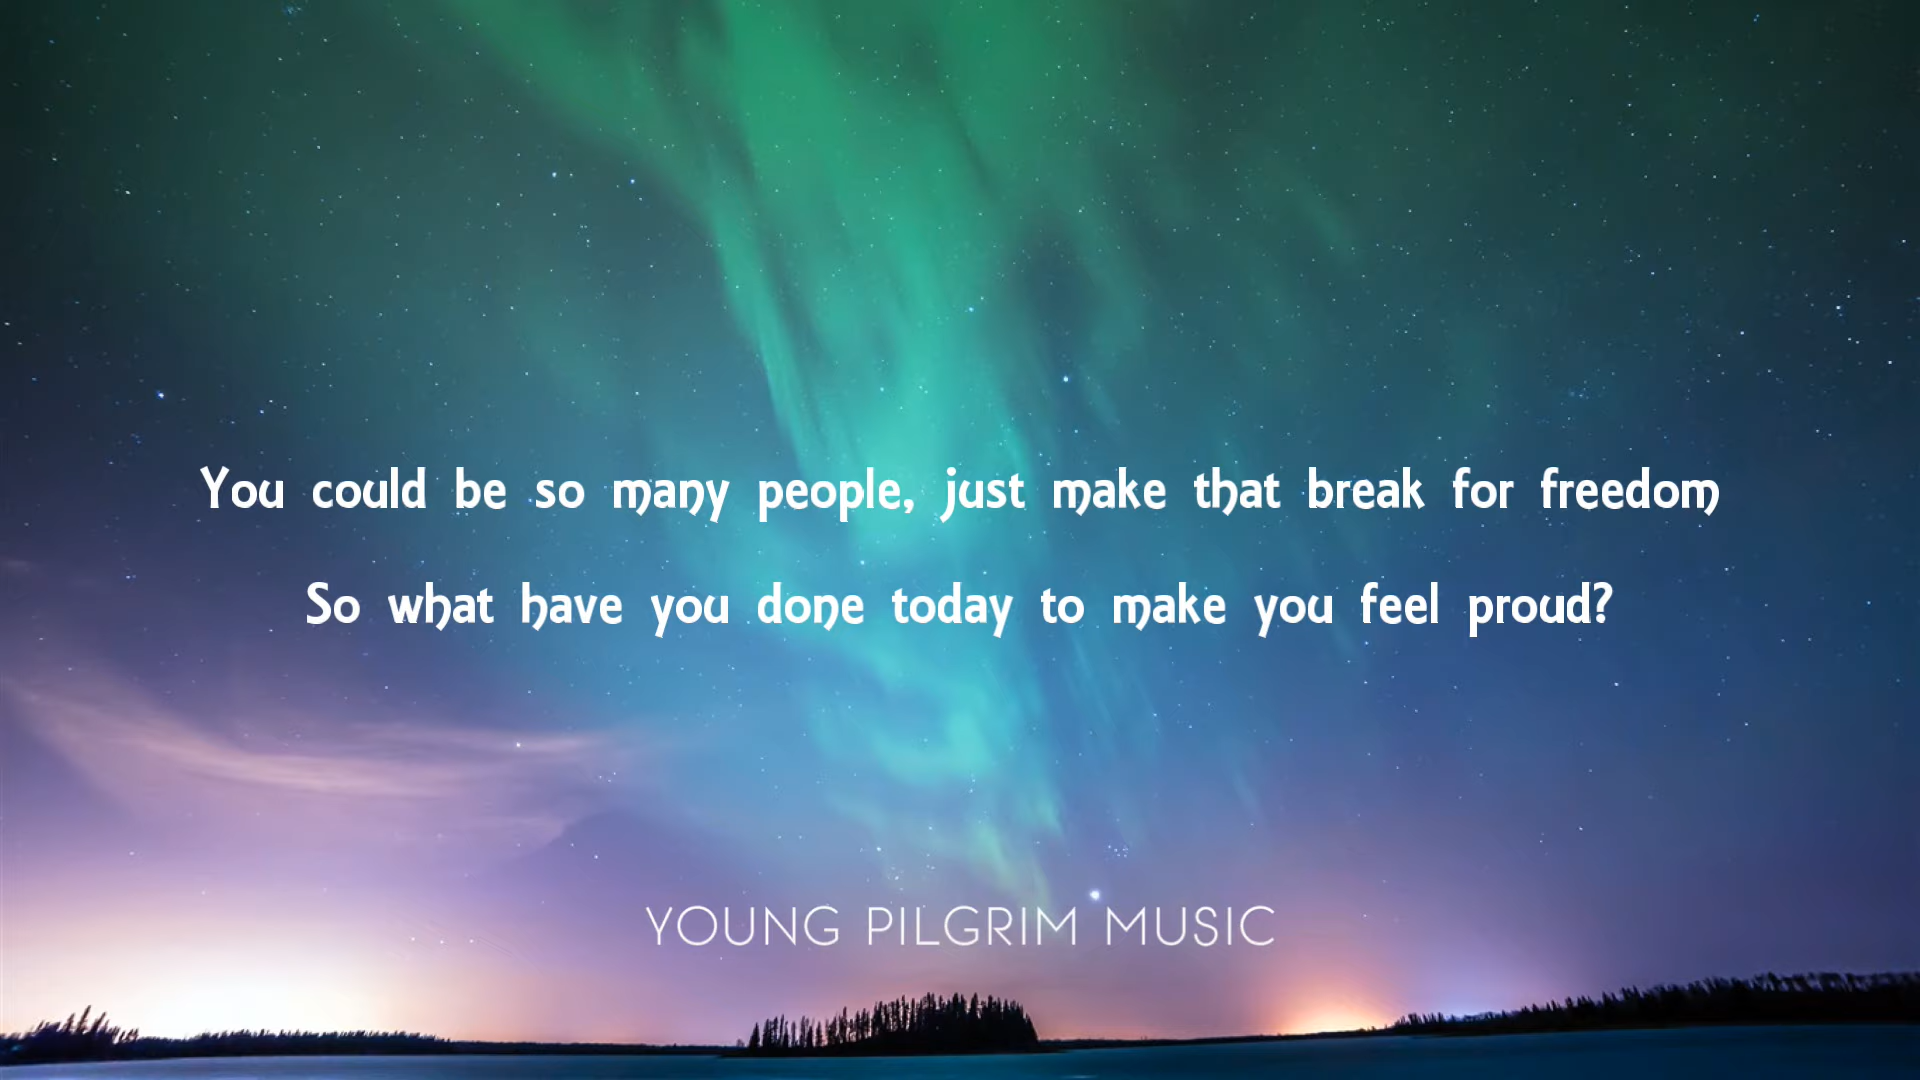 You could be so many people, just make that break for freedom
So what have you done today to make you feel proud?
YOUNG PILGRIM MUSIC